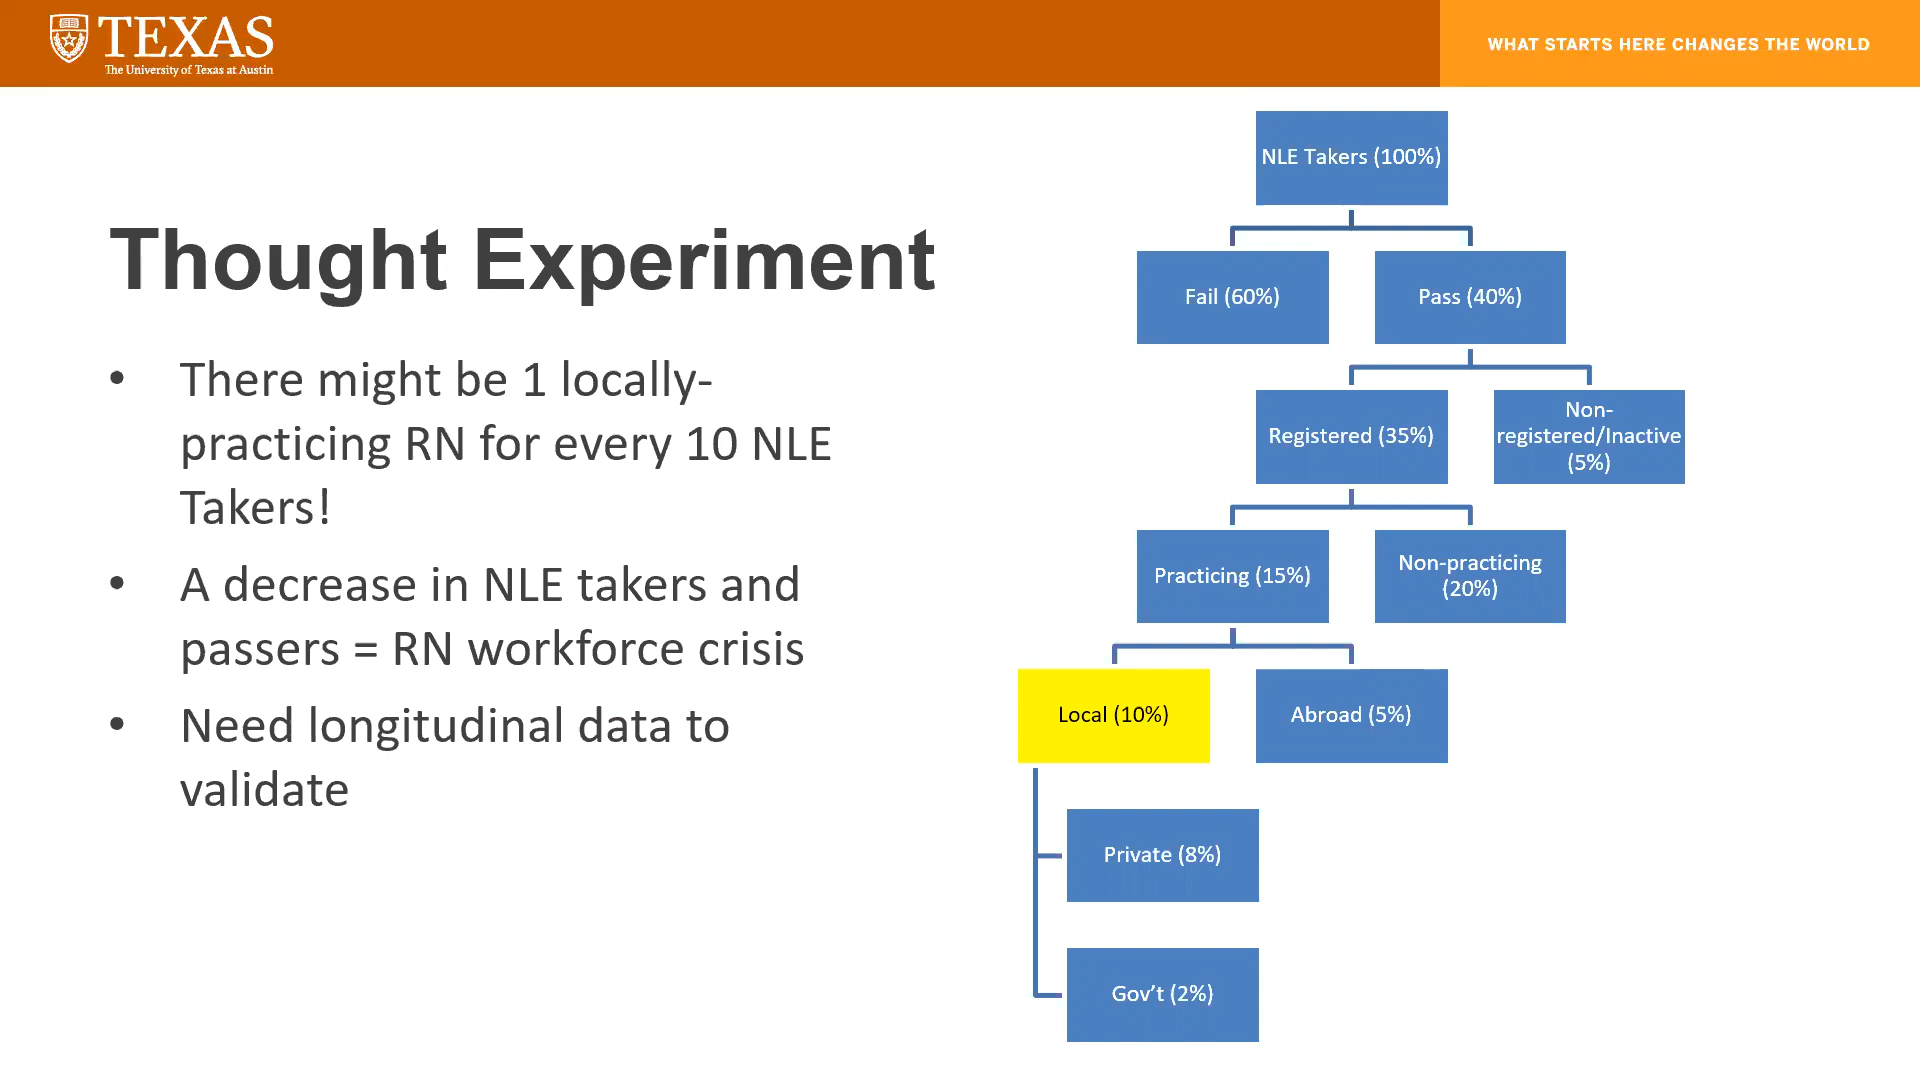 TEXAS
The University of Texas at Austin
WHAT STARTS HERE CHANGES THE WORLD
Thought Experiment
• There might be 1 locally-
practicing RN for every 10 NLE
Takers!
• A decrease in NLE takers and
passers = RN workforce crisis
• Need longitudinal data to
validate
NLE Takers (100%)
Fail (60%)
Pass (40%)
Registered (35%)
Non-
registered/Inactive
(5%)
Practicing (15%)
Non-practicing
(20%)
Local (10%)
Abroad (5%)
Private (8%)
Gov’t (2%)